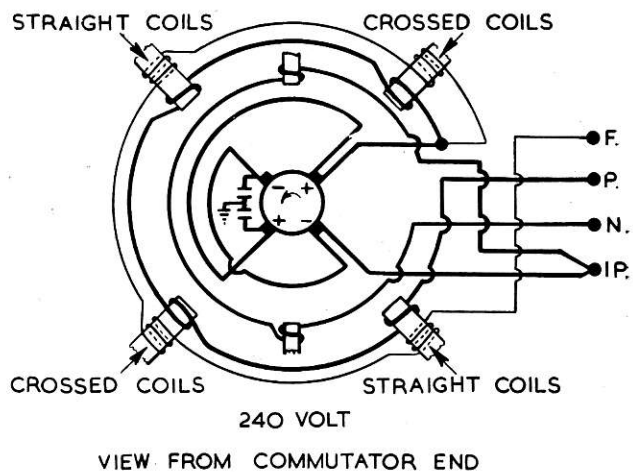 STRAIGHT COILS
CROSSED COILS
F.
P.
N.
IP.
- +
+ -
CROSSED COILS
STRAIGHT COILS
240 VOLT
VIEW FROM COMMUTATOR END